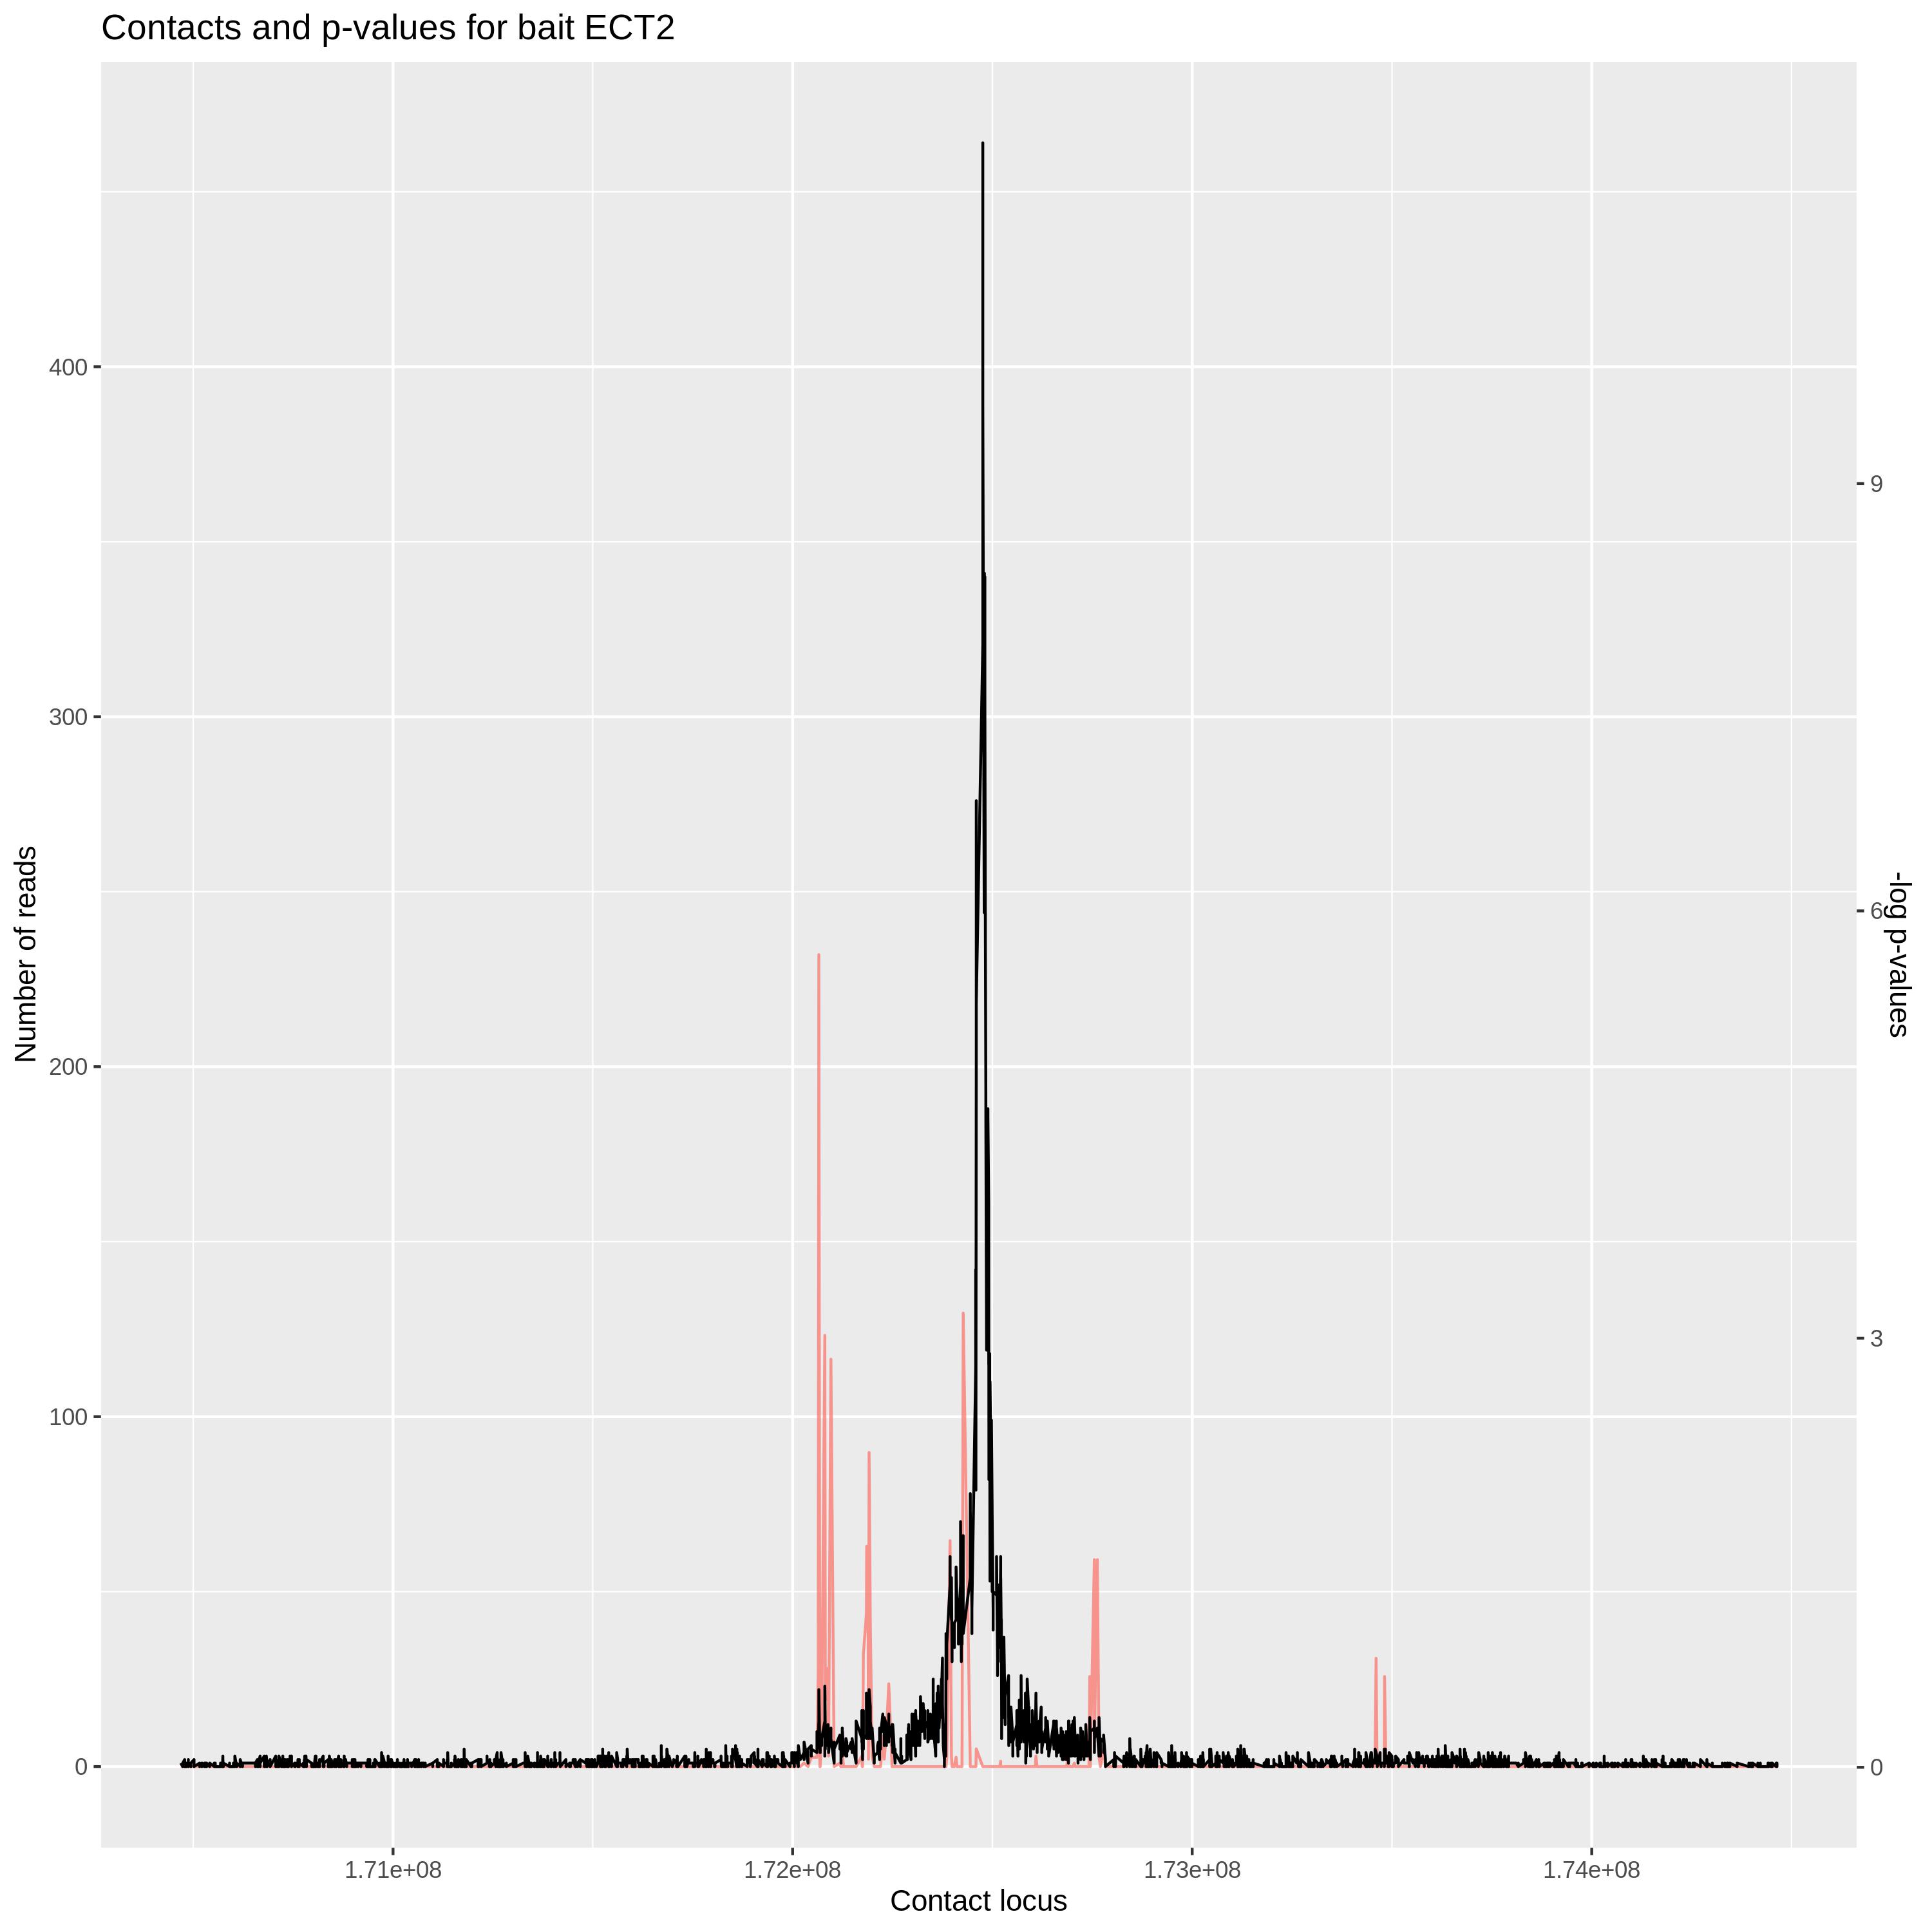 Contacts and p-values for bait ECT2
Number of reads
400
300
200
100
0
9
6
3
0
-log p-values
1.71e+08
1.72e+08
1.73e+08
1.74e+08
Contact locus